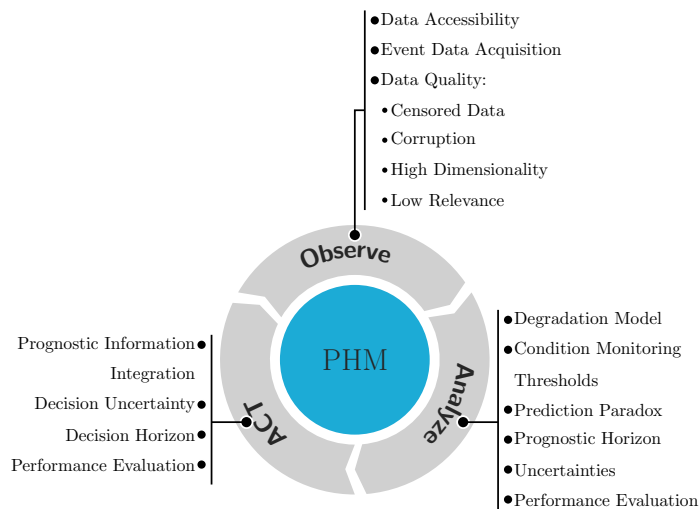 ●Data Accessibility
●Event Data Acquisition
●Data Quality:
•Censored Data
•Corruption
•High Dimensionality
•Low Relevance
Observe
PHM
Analyze
ACT
Prognostic Information●
Integration
Decision Uncertainty●
Decision Horizon●
Performance Evaluation●
●Degradation Model
●Condition Monitoring
Thresholds
●Prediction Paradox
●Prognostic Horizon
●Uncertainties
●Performance Evaluation